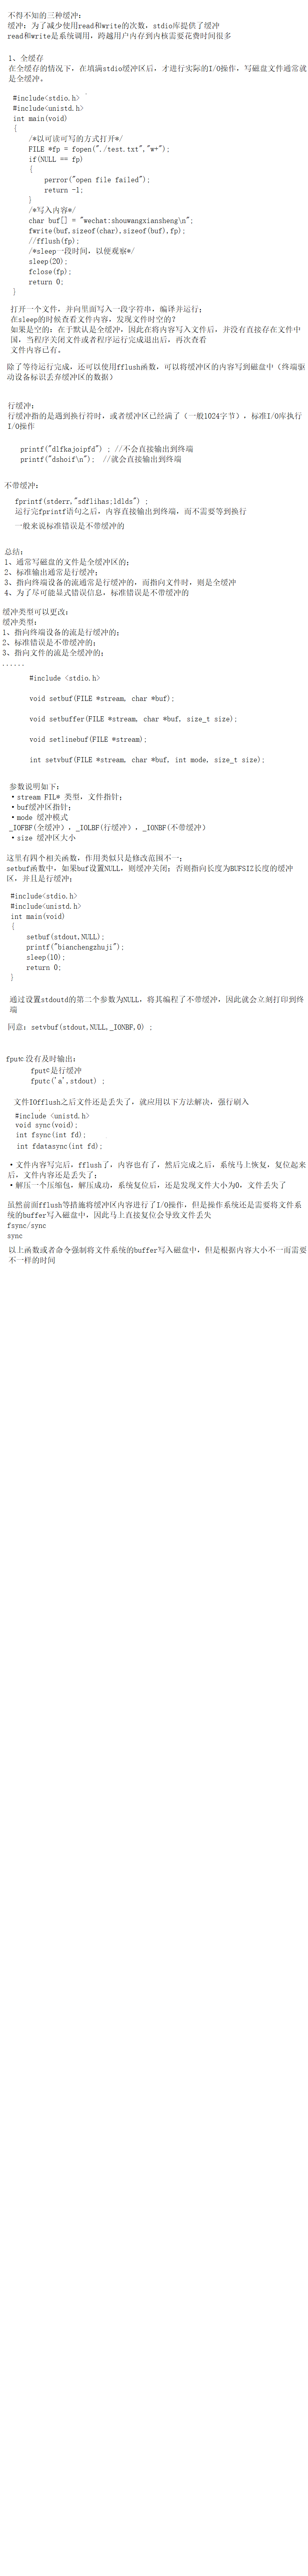 不得不知的三种缓冲：
缓冲：为了减少使用read和write的次数，stdio库提供了缓冲
read和write是系统调用，跨越用户内存到内核需要花费时间很多
1、全缓存
在全缓存的情况下，在填满stdio缓冲区后，才进行实际的I/O操作，写磁盘文件通常就
是全缓冲。
#include<stdio.h>
#include<unistd.h>
int main(void)
{
/*以可读可写的方式打开*/
FILE *fp = fopen("./test.txt","w+");
if(NULL == fp)
{
perror("open file failed");
return -1;
}
/*写入内容*/
char buf[] = "wechat:shouwangxiansheng\n";
fwrite(buf,sizeof(char),sizeof(buf),fp);
//fflush(fp);
/*sleep一段时间，以便观察*/
sleep(20);
fclose(fp);
return 0;
}
打开一个文件，并向里面写入一段字符串，编译并运行；
在sleep的时候查看文件内容，发现文件时空的？
如果是空的：在于默认是全缓冲，因此在将内容写入文件后，并没有直接存在文件中
国，当程序关闭文件或者程序运行完成退出后，再次查看
文件内容已有。
除了等待运行完成，还可以使用fflush函数，可以将缓冲区的内容写到磁盘中（终端驱
动设备标识丢弃缓冲区的数据）
行缓冲：
行缓冲指的是遇到换行符时，或者缓冲区已经满了（一般1024字节），标准I/O库执行
I/O操作
printf("dlfkajoipfd") ; //不会直接输出到终端
printf("dshoif\n"); //就会直接输出到终端
不带缓冲：
fprintf(stderr,"sdflihas;ldlds") ;
运行完fprintf语句之后，内容直接输出到终端，而不需要等到换行
一般来说标准错误是不带缓冲的
总结：
1、通常写磁盘的文件是全缓冲区的；
2、标准输出通常是行缓冲；
3、指向终端设备的流通常是行缓冲的，而指向文件时，则是全缓冲
4、为了尽可能显式错误信息，标准错误是不带缓冲的
缓冲类型可以更改：
缓冲类型：
1、指向终端设备的流是行缓冲的；
2、标准错误是不带缓冲的；
3、指向文件的流是全缓冲的；
......
#include <stdio.h>
void setbuf(FILE *stream, char *buf);
void setbuffer(FILE *stream, char *buf, size_t size);
void setlinebuf(FILE *stream);
int setvbuf(FILE *stream, char *buf, int mode, size_t size);
参数说明如下：
·stream FIL* 类型，文件指针；
·buf缓冲区指针；
·mode 缓冲模式
_IOFBF(全缓冲），_IOLBF(行缓冲），_IONBF(不带缓冲）
·size 缓冲区大小
这里有四个相关函数，作用类似只是修改范围不一；
setbuf函数中，如果buf设置NULL，则缓冲关闭；否则指向长度为BUFSIZ长度的缓冲
区，并且是行缓冲；
#include<stdio.h>
#include<unistd.h>
int main(void)
{
setbuf(stdout,NULL);
printf("bianchengzhuji");
sleep(10);
return 0;
}
通过设置stdoutd的第二个参数为NULL，将其编程了不带缓冲，因此就会立刻打印到终
端
同意：setvbuf(stdout,NULL,_IONBF,0) ;
fputc没有及时输出：
fputc是行缓冲
fputc('a',stdout) ;
文件IOfflush之后文件还是丢失了，就应用以下方法解决，强行刷入
#include <unistd.h>
void sync(void);
int fsync(int fd);
int fdatasync(int fd);
·文件内容写完后，fflush了，内容也有了，然后完成之后，系统马上恢复，复位起来
后，文件内容还是丢失了；
·解压一个压缩包，解压成功，系统复位后，还是发现文件大小为0，文件丢失了
虽然前面fflush等措施将缓冲区内容进行了I/O操作，但是操作系统还是需要将文件系
统的buffer写入磁盘中，因此马上直接复位会导致文件丢失
fsync/sync
sync
以上函数或者命令强制将文件系统的buffer写入磁盘中，但是根据内容大小不一而需要
不一样的时间